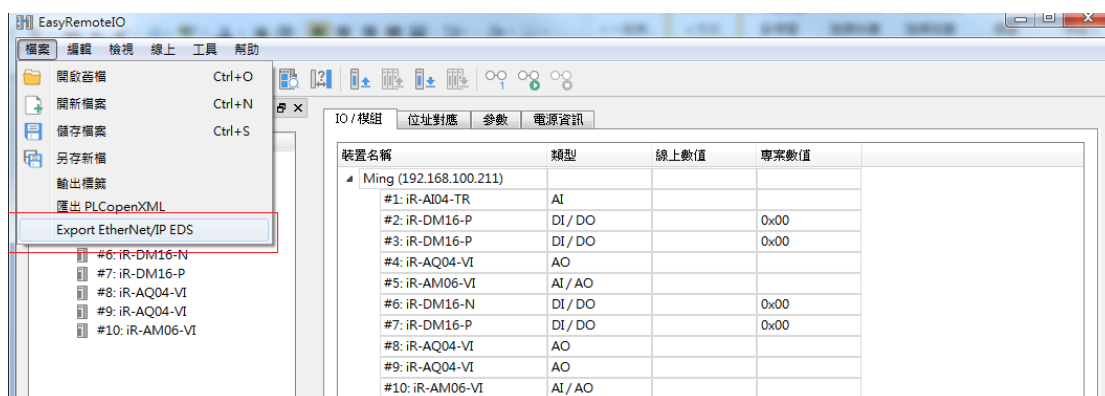 EasyRemoteIO
檔案 編輯 檢視 線上 工具 幫助
開啟舊檔 Ctrl+O
開新檔案 Ctrl+N
儲存檔案 Ctrl+S
另存新檔
輸出標籤
匯出 PLCopenXML
Export EtherNet/IP EDS
#6: iR-DM16-N
#7: iR-DM16-P
#8: iR-AQ04-VI
#9: iR-AQ04-VI
#10: iR-AM06-VI
IO / 模組 位址對應 參數 電源資訊
裝置名稱 類型 線上數值 專案數值
Ming (192.168.100.211)
#1: iR-AI04-TR AI
#2: iR-DM16-P DI / DO 0x00
#3: iR-DM16-P DI / DO 0x00
#4: iR-AQ04-VI AO
#5: iR-AM06-VI AI / AO
#6: iR-DM16-N DI / DO 0x00
#7: iR-DM16-P DI / DO 0x00
#8: iR-AQ04-VI AO
#9: iR-AQ04-VI AO
#10: iR-AM06-VI AI / AO